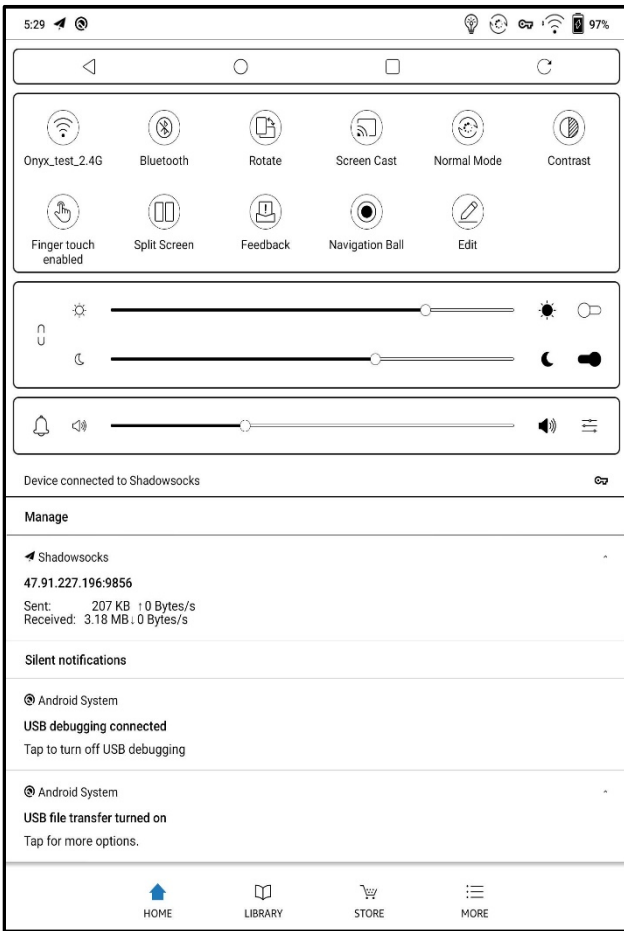 5:29 97%
Onyx_test_2.4G Bluetooth Rotate Screen Cast Normal Mode Contrast
Finger touch enabled Split Screen Feedback Navigation Ball Edit
Device connected to Shadowsocks
Manage
Shadowsocks
47.91.227.196:9856
Sent: 207 KB ↑0 Bytes/s
Received: 3.18 MB↓0 Bytes/s
Silent notifications
Android System
USB debugging connected
Tap to turn off USB debugging
Android System
USB file transfer turned on
Tap for more options.
HOME LIBRARY STORE MORE